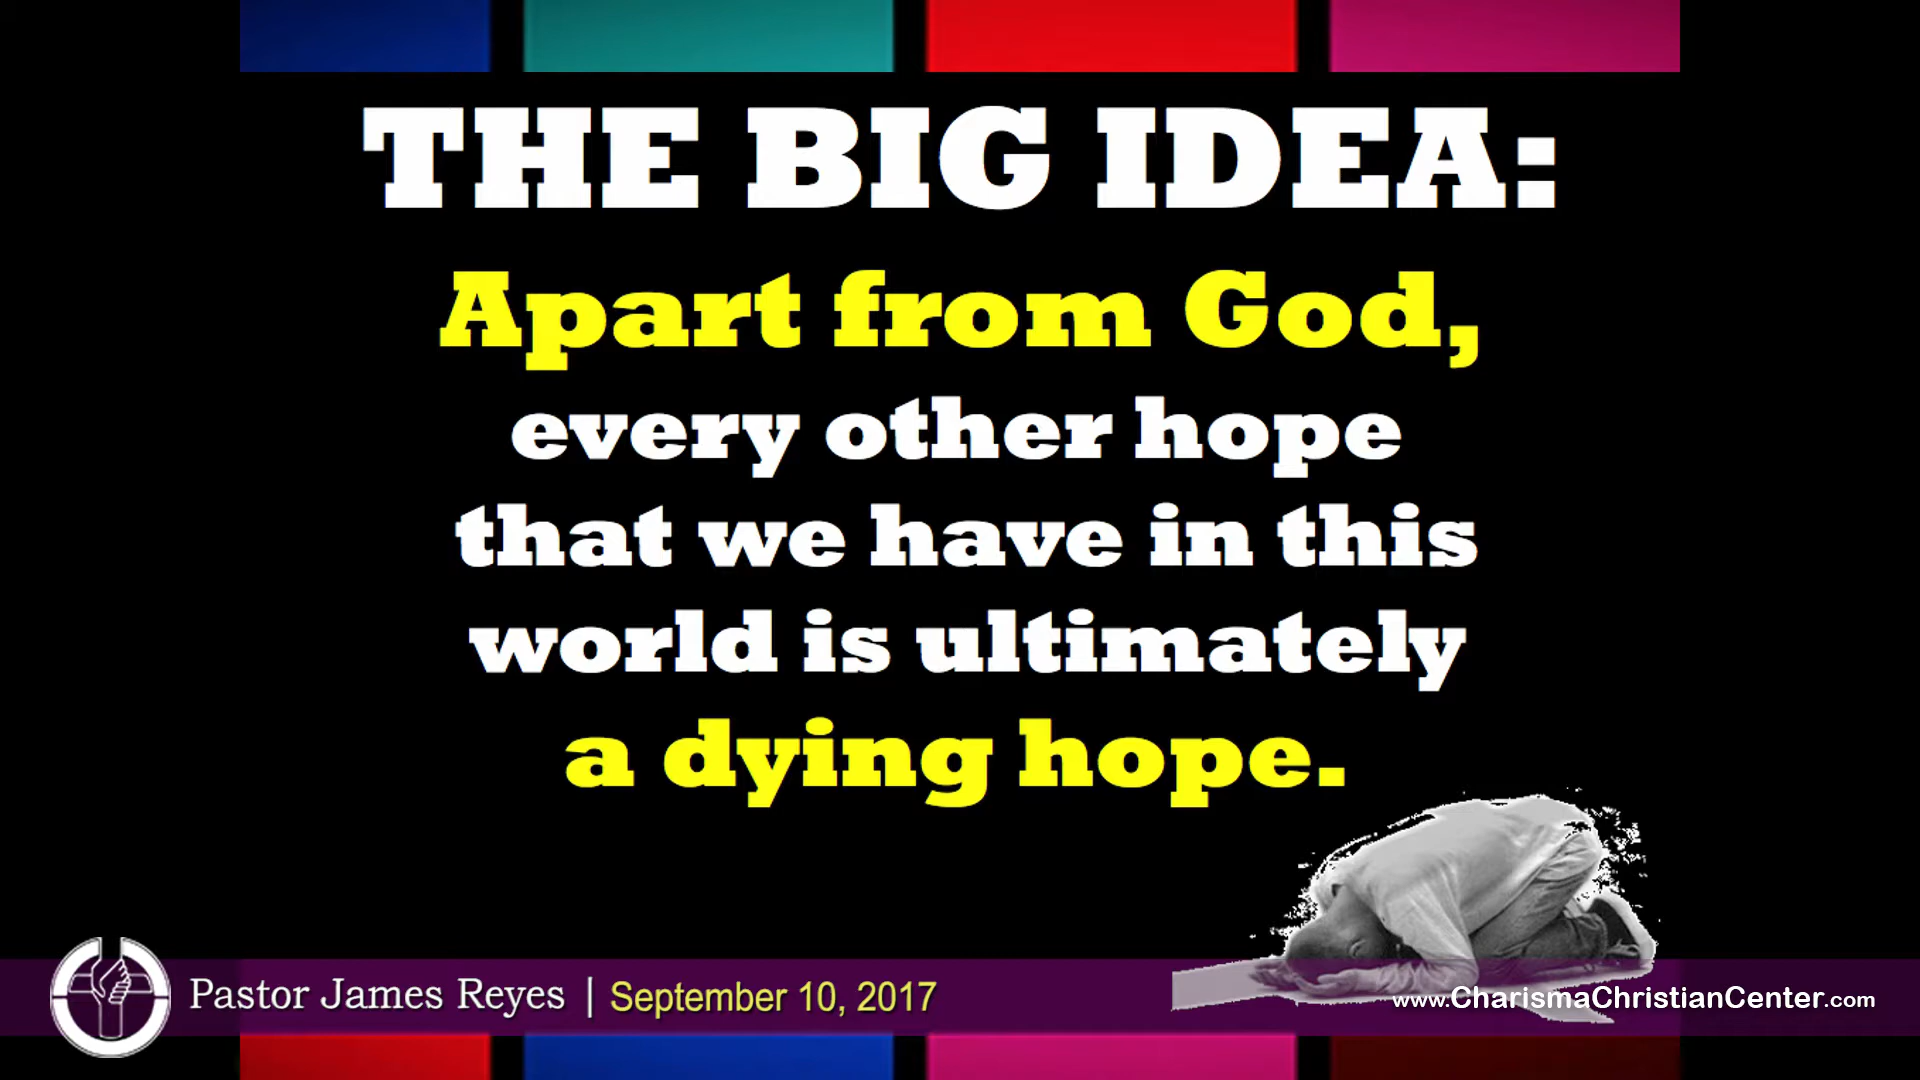 THE BIG IDEA:
Apart from God,
every other hope
that we have in this
world is ultimately
a dying hope.
Pastor James Reyes | September 10, 2017
www.CharismaChristianCenter.com